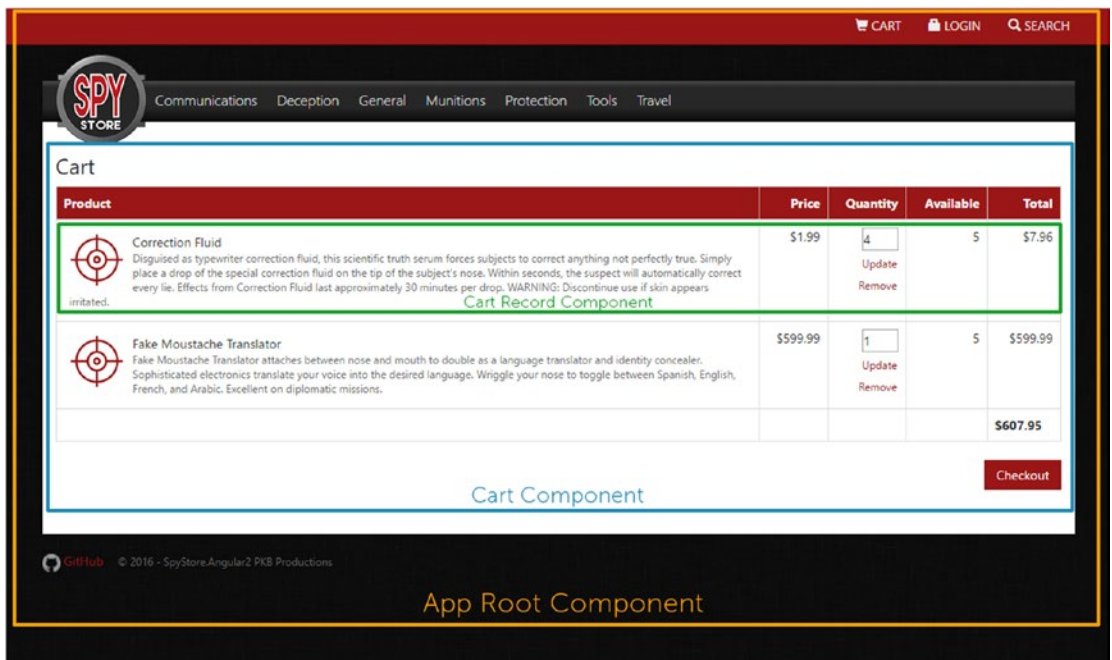 CART LOGIN SEARCH
SPY
STORE
Communications Deception General Munitions Protection Tools Travel
Cart
Product Price Quantity Available Total
Correction Fluid $1.99 4 5 $7.96
Disguised as typewriter correction fluid, this scientific truth serum forces subjects to correct anything not perfectly true. Simply
place a drop of the special correction fluid on the tip of the subject's nose. Within seconds, the suspect will automatically correct
every lie. Effects from Correction Fluid last approximately 30 minutes per drop. WARNING: Discontinue use if skin appears
irritated.
Update
Remove
Cart Record Component
Fake Moustache Translator $599.99 1 5 $599.99
Fake Moustache Translator attaches between nose and mouth to double as a language translator and identity concealer.
Sophisticated electronics translate your voice into the desired language. Wriggle your nose to toggle between Spanish, English,
French, and Arabic. Excellent on diplomatic missions.
Update
Remove
$607.95
Checkout
Cart Component
GitHub © 2016 - SpyStore.Angular2 PKB Productions
App Root Component